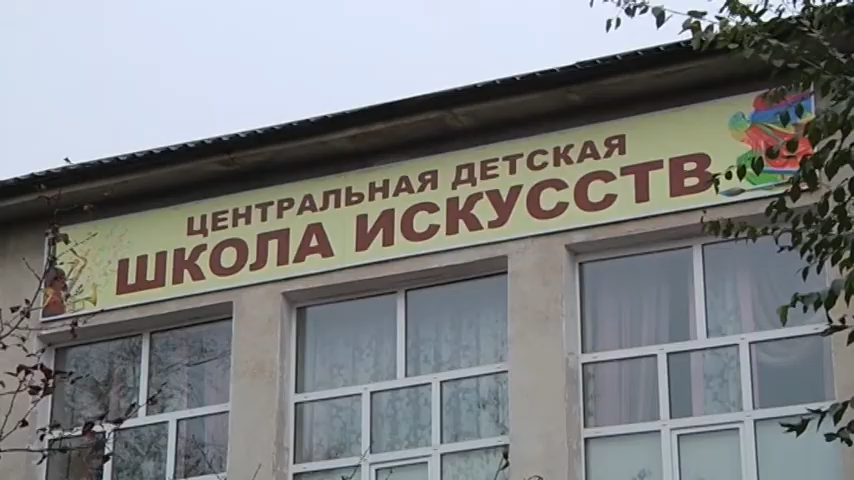 ЦЕНТРАЛЬНАЯ ДЕТСКАЯ
ШКОЛА ИСКУССТВ